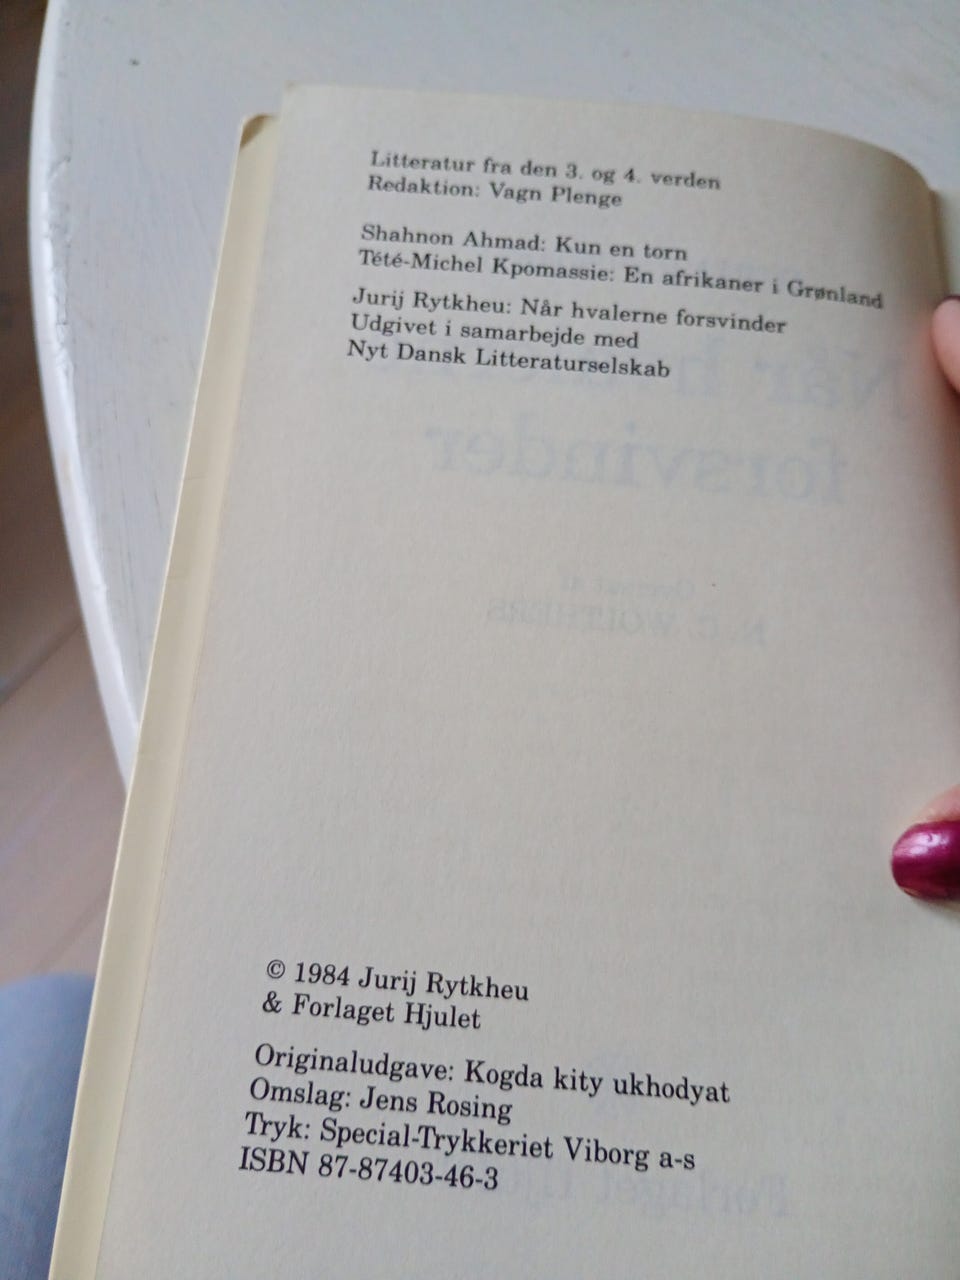 Litteratur fra den 3. og 4. verden
Redaktion: Vagn Plenge
Shahnon Ahmad: Kun en torn
Tété-Michel Kpomassie: En afrikaner i Grønland
Jurij Rytkheu: Når hvalerne forsvinder
Udgivet i samarbejde med
Nyt Dansk Litteraturselskab
© 1984 Jurij Rytkheu
& Forlaget Hjulet
Originaludgave: Kogda kity ukhodyat
Omslag: Jens Rosing
Tryk: Special-Trykkeriet Viborg a-s
ISBN 87-87403-46-3